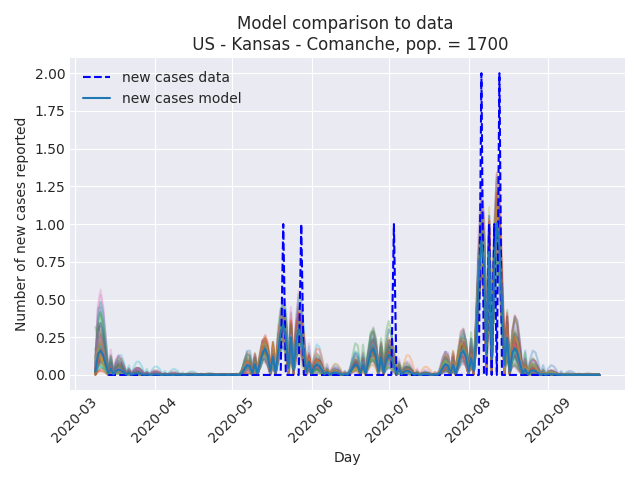 Model comparison to data
US - Kansas - Comanche, pop. = 1700
new cases data
new cases model
Number of new cases reported
2.00
1.75
1.50
1.25
1.00
0.75
0.50
0.25
0.00
2020-03
2020-04
2020-05
2020-06
2020-07
2020-08
2020-09
Day